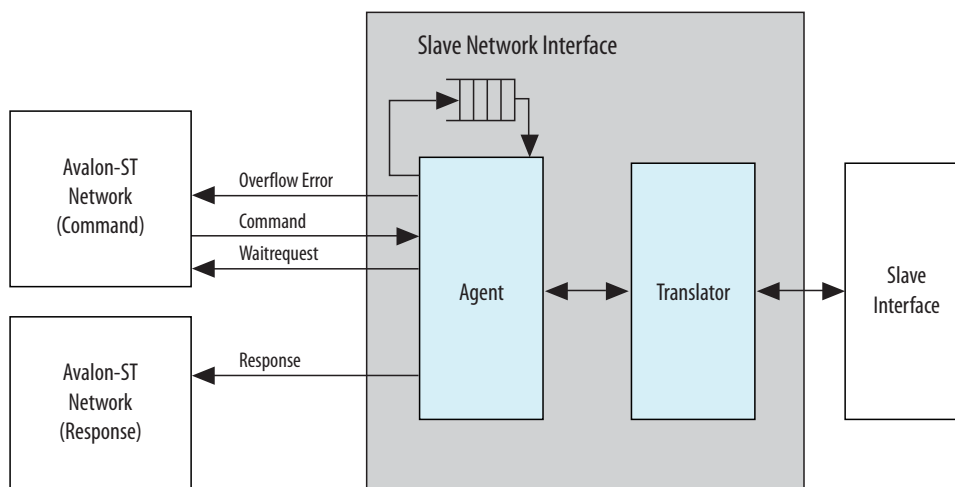 Slave Network Interface
Avalon-ST
Network
(Command)
Overflow Error
Command
Waitrequest
Agent
Translator
Slave
Interface
Avalon-ST
Network
(Response)
Response